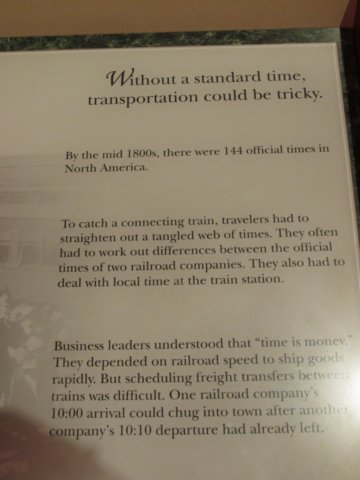 Without a standard time,
transportation could be tricky.
By the mid 1800s, there were 144 official times in
North America.
To catch a connecting train, travelers had to
straighten out a tangled web of times. They often
had to work out differences between the official
times of two railroad companies. They also had to
deal with local time at the train station.
Business leaders understood that "time is money."
They depended on railroad speed to ship goods
rapidly. But scheduling freight transfers between
trains was difficult. One railroad company's
10:00 arrival could chug into town after another
company's 10:10 departure had already left.